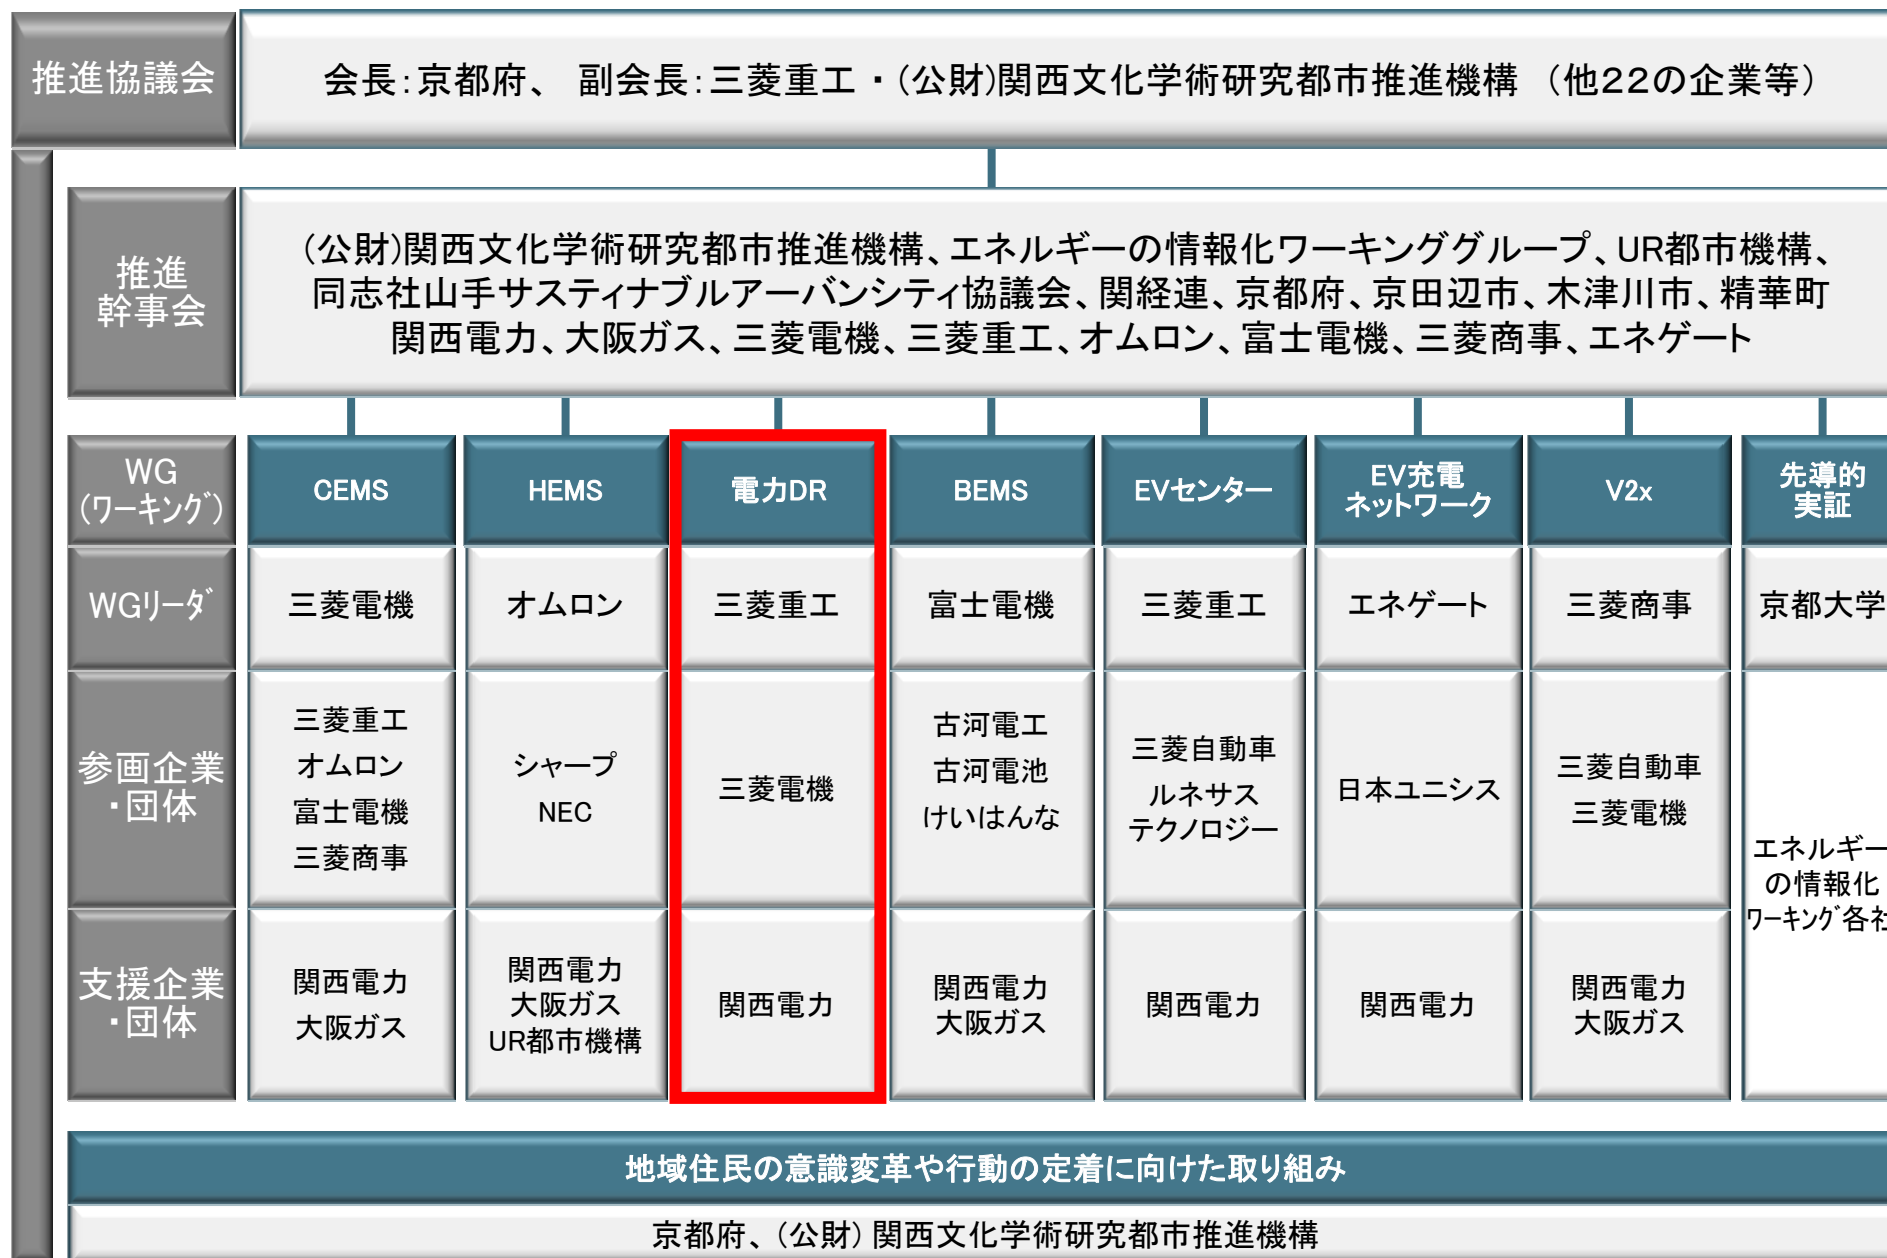 推進協議会
会長:京都府、 副会長:三菱重工・(公財)関西文化学術研究都市推進機構 (他22の企業等)
推進
幹事会
(公財)関西文化学術研究都市推進機構、エネルギーの情報化ワーキンググループ、UR都市機構、
同志社山手サスティナブルアーバンシティ協議会、関経連、京都府、京田辺市、木津川市、精華町
関西電力、大阪ガス、三菱電機、三菱重工、オムロン、富士電機、三菱商事、エネゲート
WG
(ワーキング)
CEMS
HEMS
電力DR
BEMS
EVセンター
EV充電
ネットワーク
V2x
先導的
実証
WGリーダ
三菱電機
オムロン
三菱重工
富士電機
三菱重工
エネゲート
三菱商事
京都大学
参画企業
・団体
三菱重工
オムロン
富士電機
三菱商事
シャープ
NEC
三菱電機
古河電工
古河電池
けいはんな
三菱自動車
ルネサス
テクノロジー
日本ユニシス
三菱自動車
三菱電機
エネルギー
の情報化
ワーキング各社
支援企業
・団体
関西電力
大阪ガス
関西電力
大阪ガス
UR都市機構
関西電力
関西電力
大阪ガス
関西電力
関西電力
関西電力
大阪ガス
地域住民の意識変革や行動の定着に向けた取り組み
京都府、(公財)関西文化学術研究都市推進機構